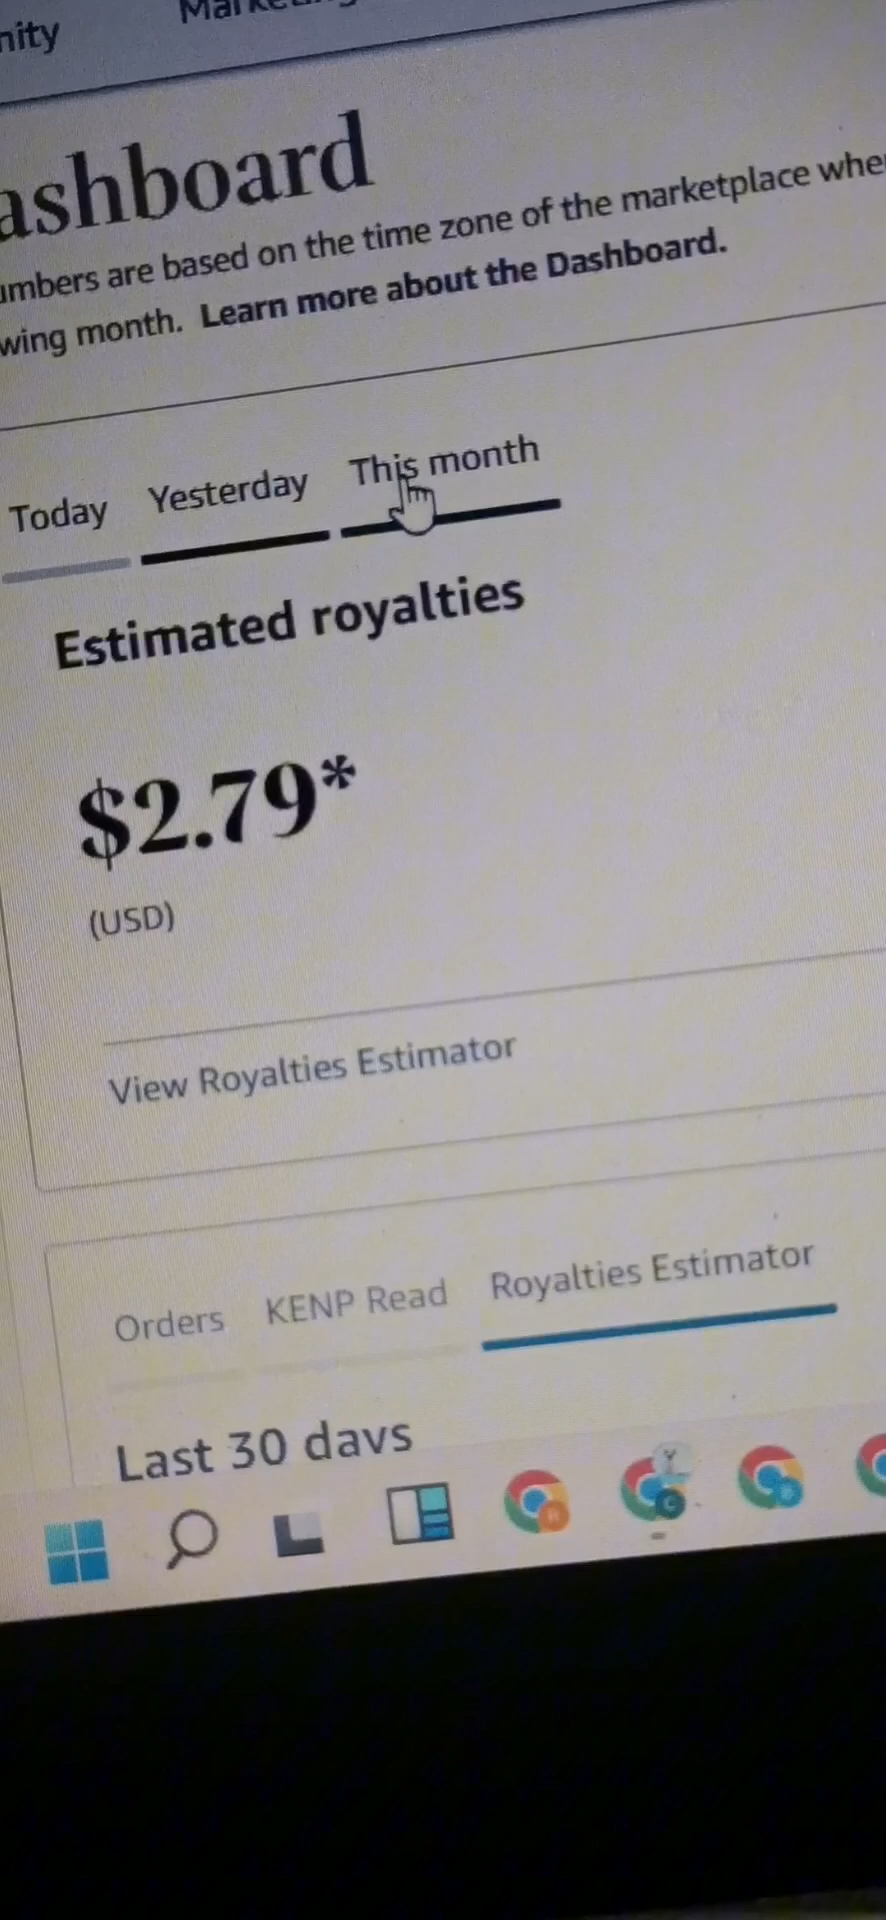 nity
ashboard
umbers are based on the time zone of the marketplace
wing month. Learn more about the Dashboard.
Today Yesterday This month
Estimated royalties
$2.79*
(USD)
View Royalties Estimator
Orders KENP Read Royalties Estimator
Last 30 days